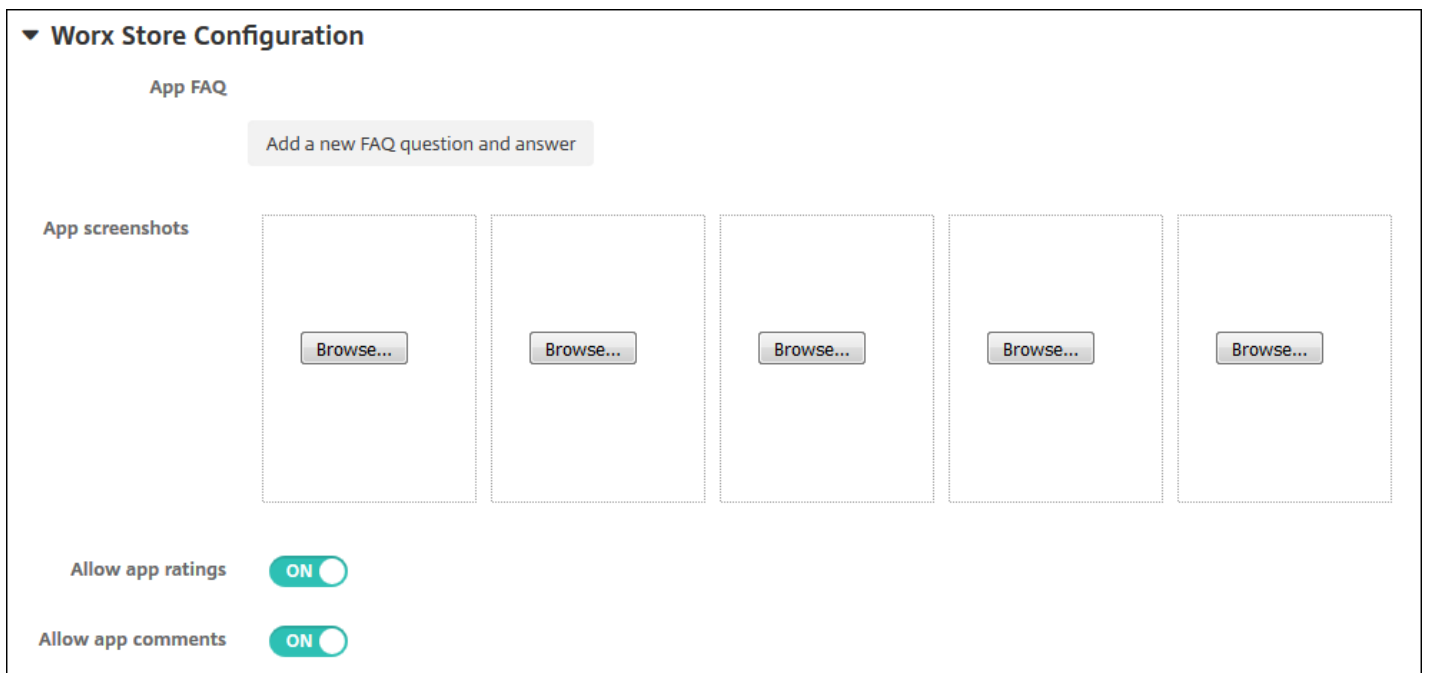 Worx Store Configuration
App FAQ
Add a new FAQ question and answer
App screenshots
Browse... Browse... Browse... Browse... Browse...
Allow app ratings ON
Allow app comments ON